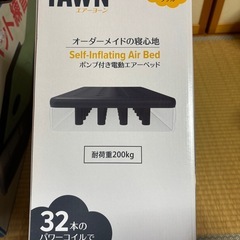 YAWN
エアーヨーン
オーダーメイドの寝心地
Self-Inflating Air Bed
ポンプ付き電動エアーベッド
耐荷重200kg
32本の
パワーコイルで